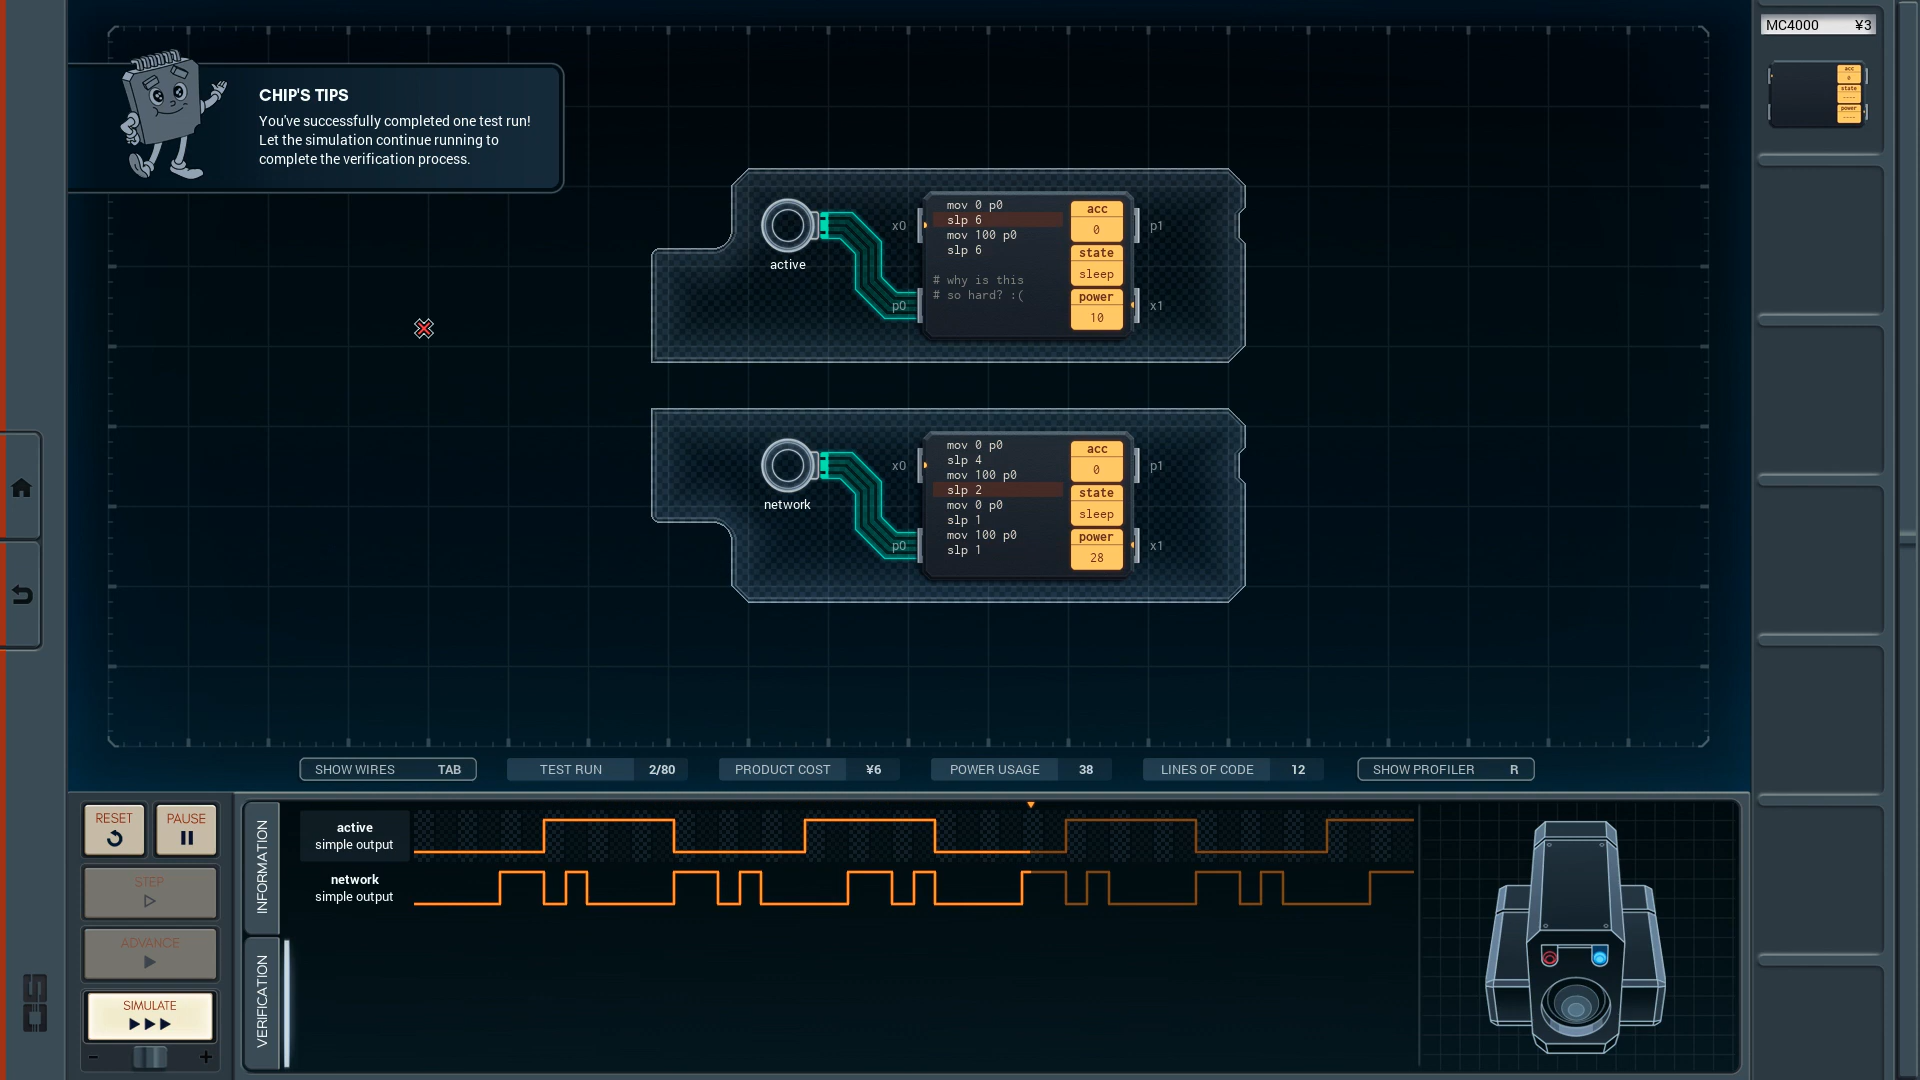 MC4000 ¥3
acc
0
state
power
CHIP'S TIPS
You've successfully completed one test run!
Let the simulation continue running to
complete the verification process.
active
x0
p0
mov 0 p0
slp 6
mov 100 p0
slp 6
# why is this
# so hard? :(
acc
0
state
sleep
power
10
p1
x1
network
x0
p0
mov 0 p0
slp 4
mov 100 p0
slp 2
mov 0 p0
slp 1
mov 100 p0
slp 1
acc
0
state
sleep
power
28
p1
x1
SHOW WIRES TAB
TEST RUN 2/80
PRODUCT COST ¥6
POWER USAGE 38
LINES OF CODE 12
SHOW PROFILER R
RESET
PAUSE
STEP
ADVANCE
SIMULATE
- +
INFORMATION
VERIFICATION
active
simple output
network
simple output